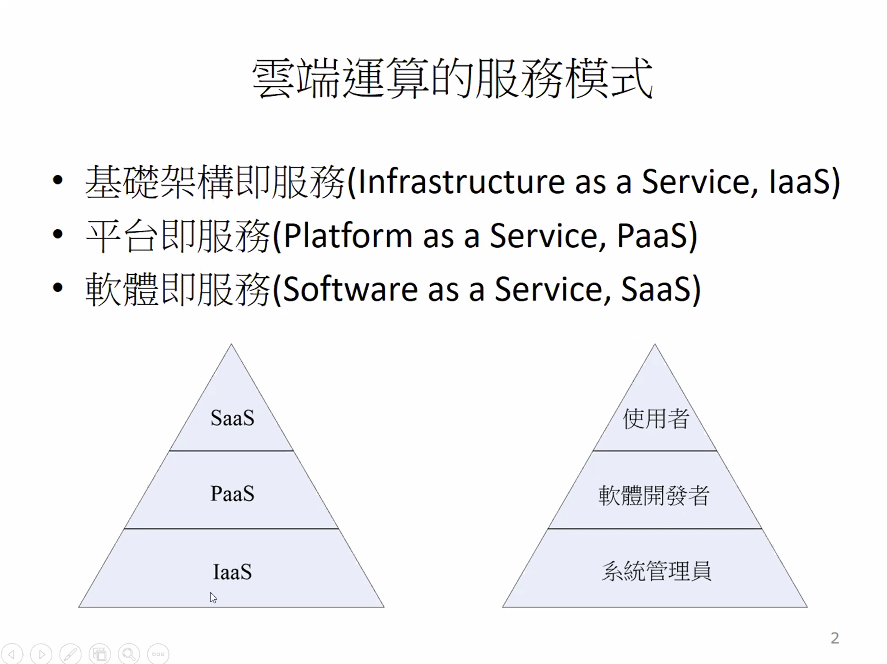 雲端運算的服務模式
• 基礎架構即服務(Infrastructure as a Service, IaaS)
• 平台即服務(Platform as a Service, PaaS)
• 軟體即服務(Software as a Service, SaaS)
SaaS
PaaS
IaaS
使用者
軟體開發者
系統管理員
2